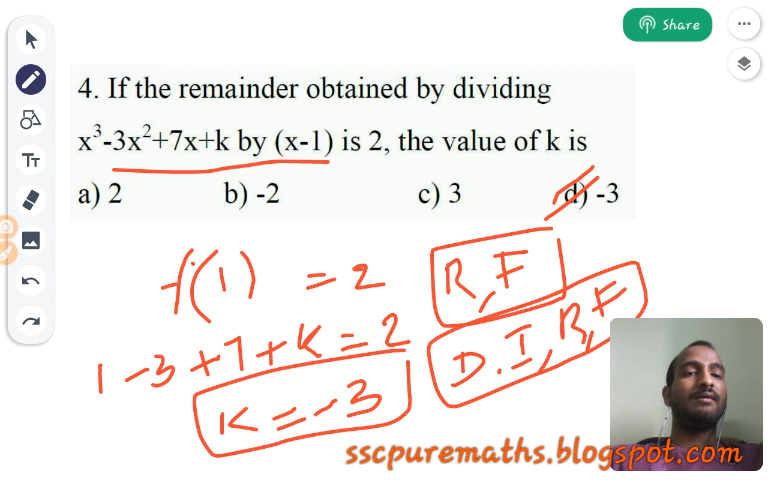 Share
4. If the remainder obtained by dividing
x³-3x²+7x+k by (x-1) is 2, the value of k is
a) 2 b) -2 c) 3 d) -3
f(1) = 2
R, F
1 - 3 + 7 + K = 2
D. I, R, F
K = -3
sscpuremaths.blogspot.com
Tт